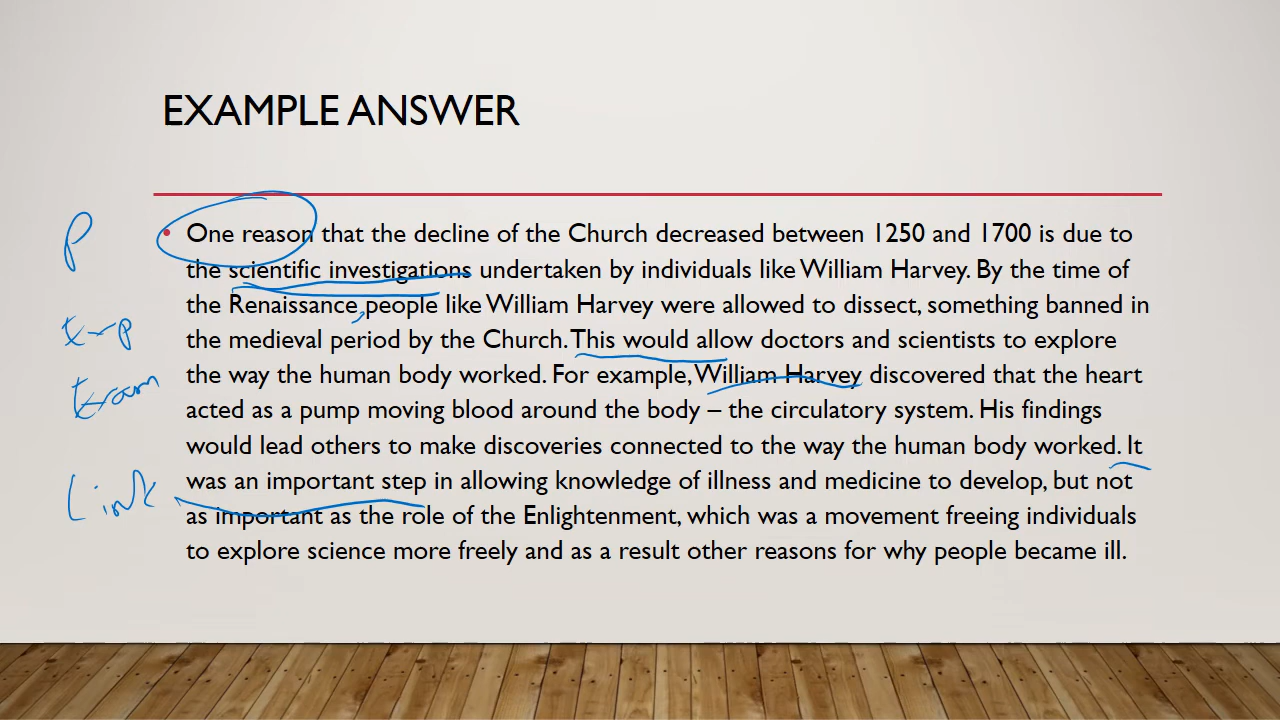 EXAMPLE ANSWER
P
Exp
Exam
Link
• One reason that the decline of the Church decreased between 1250 and 1700 is due to
the scientific investigations undertaken by individuals like William Harvey. By the time of
the Renaissance, people like William Harvey were allowed to dissect, something banned in
the medieval period by the Church. This would allow doctors and scientists to explore
the way the human body worked. For example, William Harvey discovered that the heart
acted as a pump moving blood around the body – the circulatory system. His findings
would lead others to make discoveries connected to the way the human body worked. It
was an important step in allowing knowledge of illness and medicine to develop, but not
as important as the role of the Enlightenment, which was a movement freeing individuals
to explore science more freely and as a result other reasons for why people became ill.